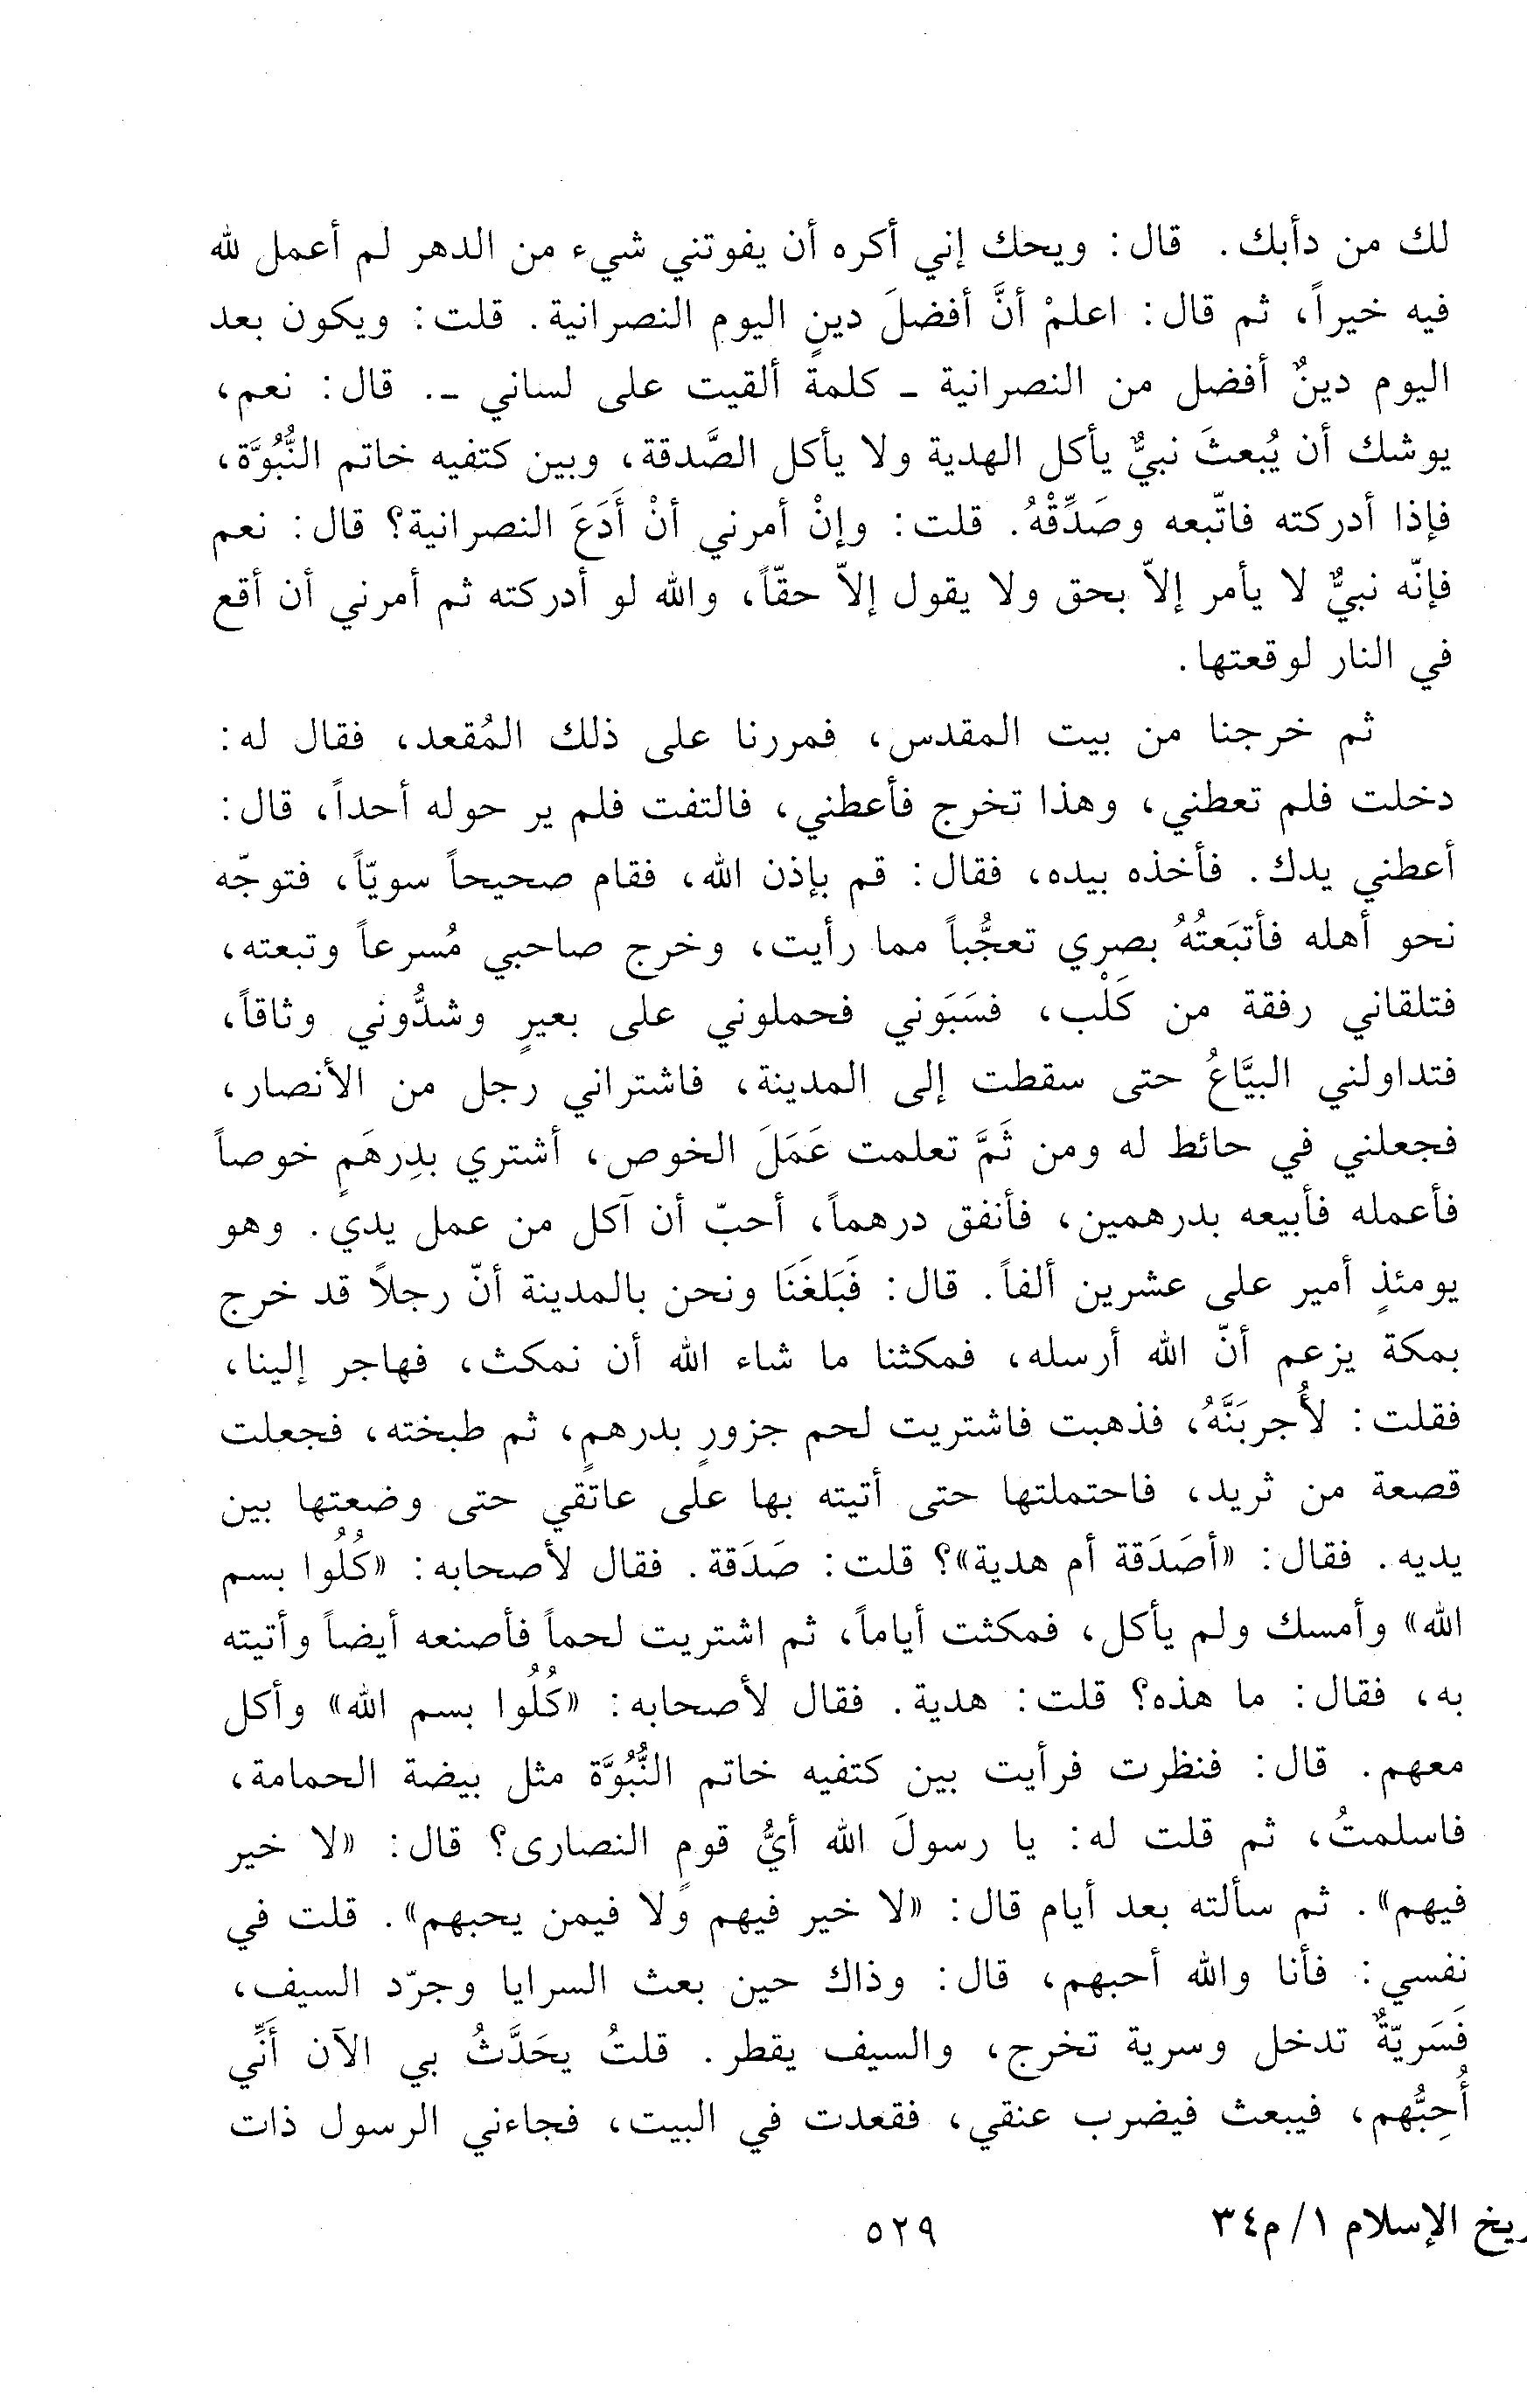 لك من دأبك. قال: ويحك إني أكره أن يفوتني شيء من الدهر لم أعمل لله
فيه خيراً، ثم قال: اعلمْ أنَّ أفضلَ دينٍ اليوم النصرانية. قلت: ويكون بعد
اليوم دينٌ أفضل من النصرانية ـ كلمةً ألقيت على لساني ـ. قال: نعم،
يوشك أن يُبعثَ نبيٌّ يأكل الهدية ولا يأكل الصَّدقة، وبين كتفيه خاتم النُّبُوَّة،
فإذا أدركته فاتّبعه وصَدِّقْهُ. قلت: وإنْ أمرني أنْ أَدَعَ النصرانية؟ قال: نعم
فإنّه نبيٌّ لا يأمر إلاّ بحق ولا يقول إلاّ حقّاً، والله لو أدركته ثم أمرني أن أقع
في النار لوقعتها.
ثم خرجنا من بيت المقدس، فمررنا على ذلك المُقعد، فقال له:
دخلت فلم تعطني، وهذا تخرج فأعطني، فالتفت فلم ير حوله أحداً، قال:
أعطني يدك. فأخذه بيده، فقال: قم بإذن الله، فقام صحيحاً سويّاً، فتوجّه
نحو أهله فأتبَعتُهُ بصري تعجُّباً مما رأيت، وخرج صاحبي مُسرعاً وتبعته،
فتلقاني رفقة من كَلْب، فسَبَوني فحملوني على بعيرٍ وشدُّوني وثاقاً،
فتداولني البيَّاعُ حتى سقطت إلى المدينة، فاشتراني رجل من الأنصار،
فجعلني في حائط له ومن ثَمَّ تعلمت عَمَلَ الخوص، أشتري بدِرهَمٍ خوصاً
فأعمله فأبيعه بدرهمين، فأنفق درهماً، أحبّ أن آكل من عمل يدي. وهو
يومئذٍ أمير على عشرين ألفاً. قال: فَبَلغَنَا ونحن بالمدينة أنّ رجلاً قد خرج
بمكة يزعم أنّ الله أرسله، فمكثنا ما شاء الله أن نمكث، فهاجر إلينا،
فقلت: لأُجربَنَّهُ، فذهبت فاشتريت لحم جزورٍ بدرهمٍ، ثم طبخته، فجعلت
قصعة من ثريد، فاحتملتها حتى أتيته بها على عاتقي حتى وضعتها بين
يديه. فقال: «أصَدَقة أم هدية»؟ قلت: صَدَقة. فقال لأصحابه: «كُلُوا بسم
الله» وأمسك ولم يأكل، فمكثت أياماً، ثم اشتريت لحماً فأصنعه أيضاً وأتيته
به، فقال: ما هذه؟ قلت: هدية. فقال لأصحابه: «كُلُوا بسم الله» وأكل
معهم. قال: فنظرت فرأيت بين كتفيه خاتم النُّبُوَّة مثل بيضة الحمامة،
فاسلمتُ، ثم قلت له: يا رسولَ الله أيُّ قومٍ النصارى؟ قال: «لا خير
فيهم». ثم سألته بعد أيام قال: «لا خير فيهم ولا فيمن يحبهم». قلت في
نفسي: فأنا والله أحبهم، قال: وذاك حين بعث السرايا وجرّد السيف،
فَسَريّةٌ تدخل وسرية تخرج، والسيف يقطر. قلتُ يحَدَّثُ بي الآن أَنِّي
أُحِبُّهم، فيبعث فيضرب عنقي، فقعدت في البيت، فجاءني الرسول ذات
ريخ الإسلام ١/ م٣٤
٥٢٩